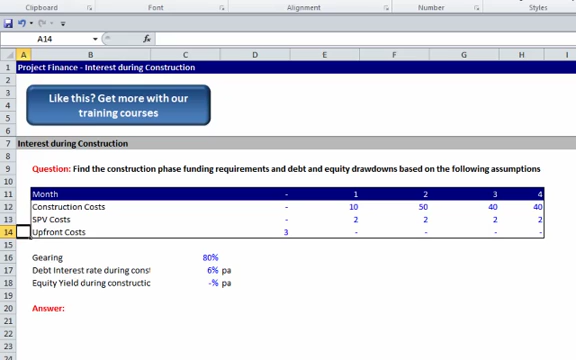 Clipboard Font Alignment Number Styles
A14 fx
A B C D E F G H I
1 Project Finance - Interest during Construction
2
3
4 Like this? Get more with our
5 training courses
6
7 Interest during Construction
8
9 Question: Find the construction phase funding requirements and debt and equity drawdowns based on the following assumptions
10
11 Month - 1 2 3 4
12 Construction Costs - 10 50 40 40
13 SPV Costs - 2 2 2 2
14 Upfront Costs 3 - - - -
15
16 Gearing 80%
17 Debt Interest rate during const 6% pa
18 Equity Yield during constructic -% pa
19
20 Answer:
21
22
23
24